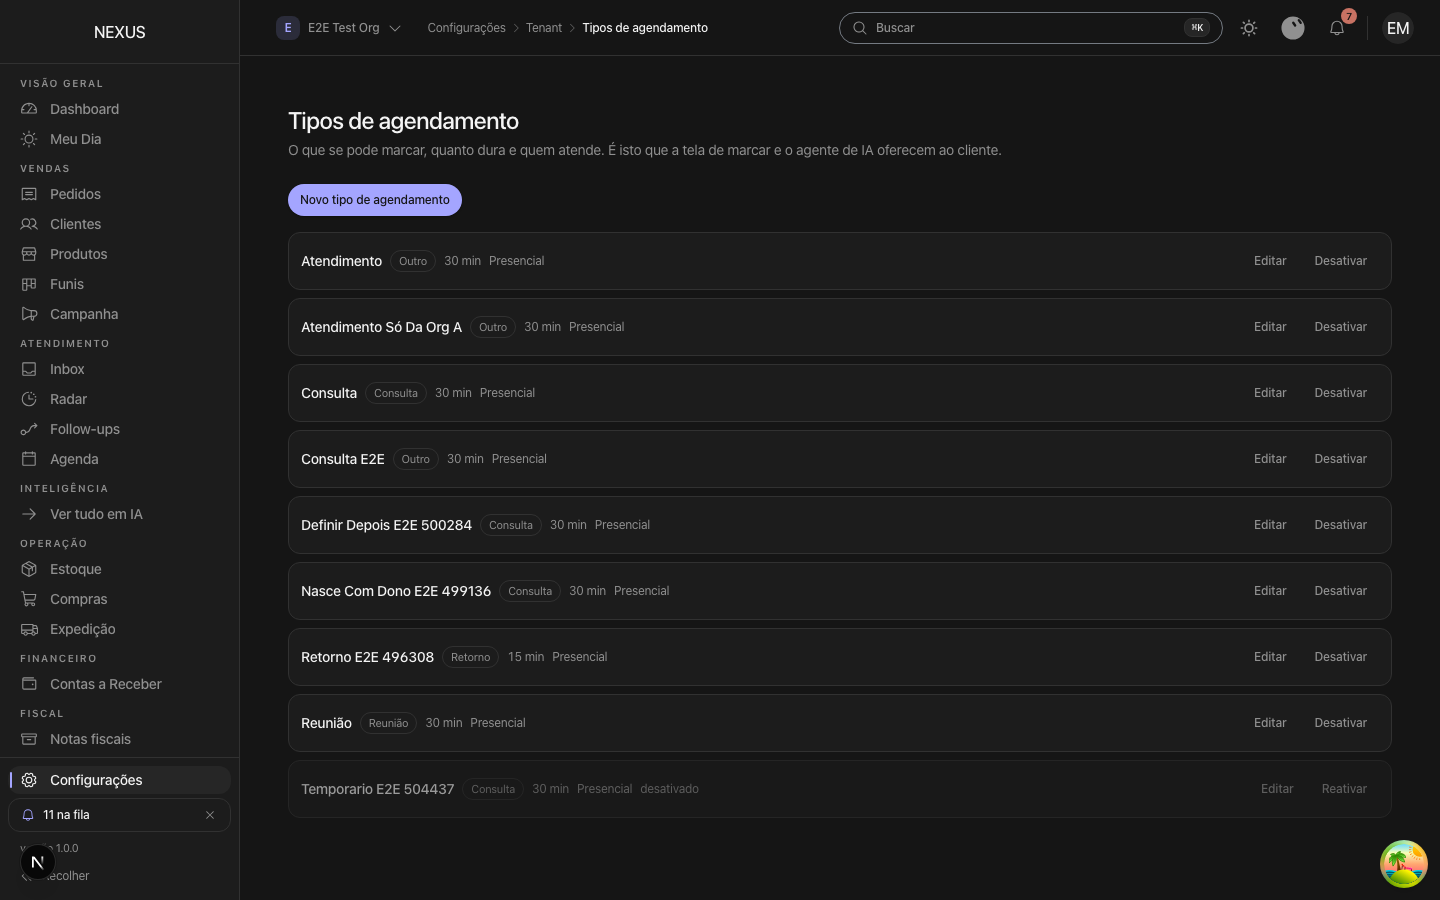 NEXUS
E E2E Test Org
Configurações Tenant Tipos de agendamento
Buscar ⌘K
7
EM
VISÃO GERAL
Dashboard
Meu Dia
VENDAS
Pedidos
Clientes
Produtos
Funis
Campanha
ATENDIMENTO
Inbox
Radar
Follow-ups
Agenda
INTELIGÊNCIA
Ver tudo em IA
OPERAÇÃO
Estoque
Compras
Expedição
FINANCEIRO
Contas a Receber
FISCAL
Notas fiscais
Configurações
11 na fila
1.0.0
N
Tipos de agendamento
O que se pode marcar, quanto dura e quem atende. É isto que a tela de marcar e o agente de IA oferecem ao cliente.
Novo tipo de agendamento
Atendimento Outro 30 min Presencial Editar Desativar
Atendimento Só Da Org A Outro 30 min Presencial Editar Desativar
Consulta Consulta 30 min Presencial Editar Desativar
Consulta E2E Outro 30 min Presencial Editar Desativar
Definir Depois E2E 500284 Consulta 30 min Presencial Editar Desativar
Nasce Com Dono E2E 499136 Consulta 30 min Presencial Editar Desativar
Retorno E2E 496308 Retorno 15 min Presencial Editar Desativar
Reunião Reunião 30 min Presencial Editar Desativar
Temporario E2E 504437 Consulta 30 min Presencial desativado Editar Reativar